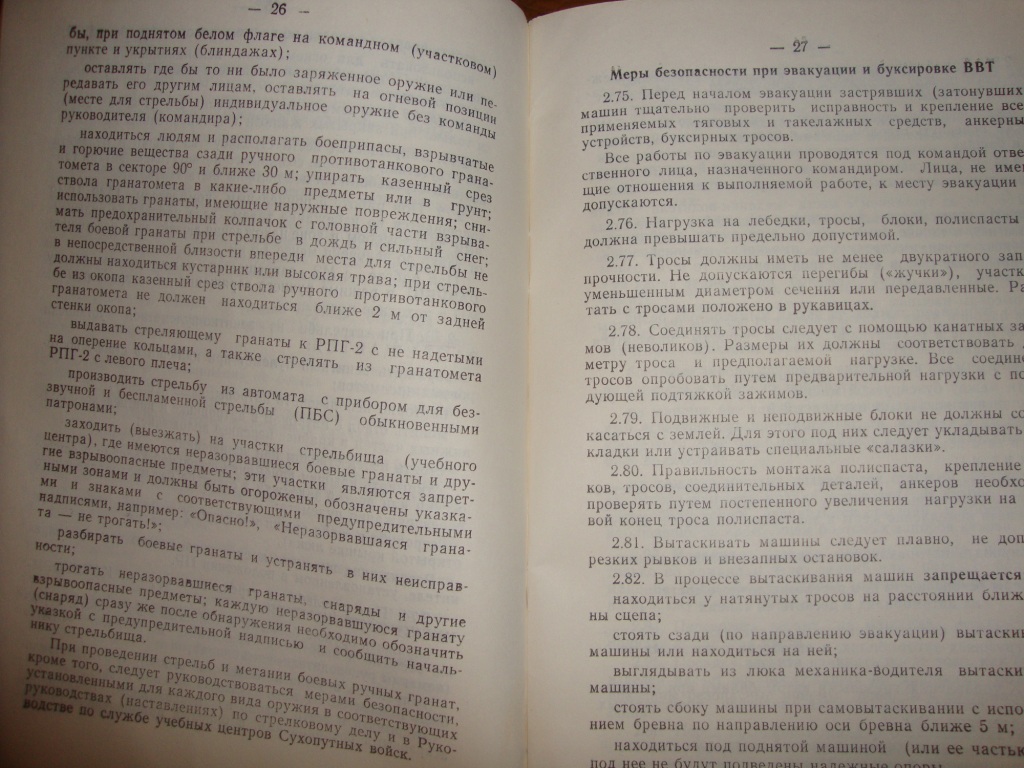 — 26 —
бы, при поднятом белом флаге на командном (участковом)
пункте и укрытиях (блиндажах);
оставлять где бы то ни было заряженное оружие или пе-
редавать его другим лицам, оставлять на огневой позиции
(месте для стрельбы) индивидуальное оружие без команды
руководителя (командира);
находиться людям и располагать боеприпасы, взрывчатые
и горючие вещества сзади ручного противотанкового грана-
томета в секторе 90° и ближе 30 м; упирать казенный срез
ствола гранатомета в какие-либо предметы или в грунт;
использовать гранаты, имеющие наружные повреждения; сни-
мать предохранительный колпачок с головной части взрыва-
теля боевой гранаты при стрельбе в дождь и сильный снег;
в непосредственной близости впереди места для стрельбы не
должны находиться кустарник или высокая трава; при стрель-
бе из окопа казенный срез ствола ручного противотанкового
гранатомета не должен находиться ближе 2 м от задней
стенки окопа;
выдавать стреляющему гранаты к РПГ-2 с не надетыми
на оперение кольцами, а также стрелять из гранатомета
РПГ-2 с левого плеча;
производить стрельбу из автомата с прибором для без-
звучной и беспламенной стрельбы (ПБС) обыкновенными
патронами;
заходить (выезжать) на участки стрельбища (учебного
центра), где имеются неразорвавшиеся боевые гранаты и дру-
гие взрывоопасные предметы; эти участки являются запрет-
ными зонами и должны быть огорожены, обозначены указка-
ми и знаками с соответствующими предупредительными
надписями, например: «Опасно!», «Неразорвавшаяся грана-
та — не трогать!»;
разбирать боевые гранаты и устранять в них неисправ-
ности;
трогать неразорвавшиеся гранаты, снаряды и другие
взрывоопасные предметы; каждую неразорвавшуюся гранату
(снаряд) сразу же после обнаружения необходимо обозначить
указкой с предупредительной надписью и сообщить началь-
нику стрельбища.
При проведении стрельб и метании боевых ручных гранат,
кроме того, следует руководствоваться мерами безопасности,
установленными для каждого вида оружия в соответствующих
руководствах (наставлениях) по стрелковому делу и в Руко-
водстве по службе учебных центров Сухопутных войск.
— 27 —
Меры безопасности при эвакуации и буксировке ВВТ
2.75. Перед началом эвакуации застрявших (затонувших
машин тщательно проверить исправность и крепление все
применяемых тяговых и такелажных средств, анкерны
устройств, буксирных тросов.
Все работы по эвакуации проводятся под командой отве
ственного лица, назначенного командиром. Лица, не имею
щие отношения к выполняемой работе, к месту эвакуации
допускаются.
2.76. Нагрузка на лебедки, тросы, блоки, полиспасты
должна превышать предельно допустимой.
2.77. Тросы должны иметь не менее двукратного запа
прочности. Не допускаются перегибы («жучки»), участк
уменьшенным диаметром сечения или передавленные. Ра
тать с тросами положено в рукавицах.
2.78. Соединять тросы следует с помощью канатных за
мов (неволиков). Размеры их должны соответствовать
метру троса и предполагаемой нагрузке. Все соедине
тросов опробовать путем предварительной нагрузки с по
дующей подтяжкой зажимов.
2.79. Подвижные и неподвижные блоки не должны со
касаться с землей. Для этого под них следует укладывать
кладки или устраивать специальные «салазки».
2.80. Правильность монтажа полиспаста, крепление
ков, тросов, соединительных деталей, анкеров необхо
проверять путем постепенного увеличения нагрузки на
вой конец троса полиспаста.
2.81. Вытаскивать машины следует плавно, не доп
резких рывков и внезапных остановок.
2.82. В процессе вытаскивания машин запрещается
находиться у натянутых тросов на расстоянии ближ
ны сцепа;
стоять сзади (по направлению эвакуации) вытаски
машины или находиться на ней;
выглядывать из люка механика-водителя вытаски
машины;
стоять сбоку машины при самовытаскивании с испо
нием бревна по направлению оси бревна ближе 5 м;
находиться под поднятой машиной (или ее частью
под нее не будут подведены надежные опоры